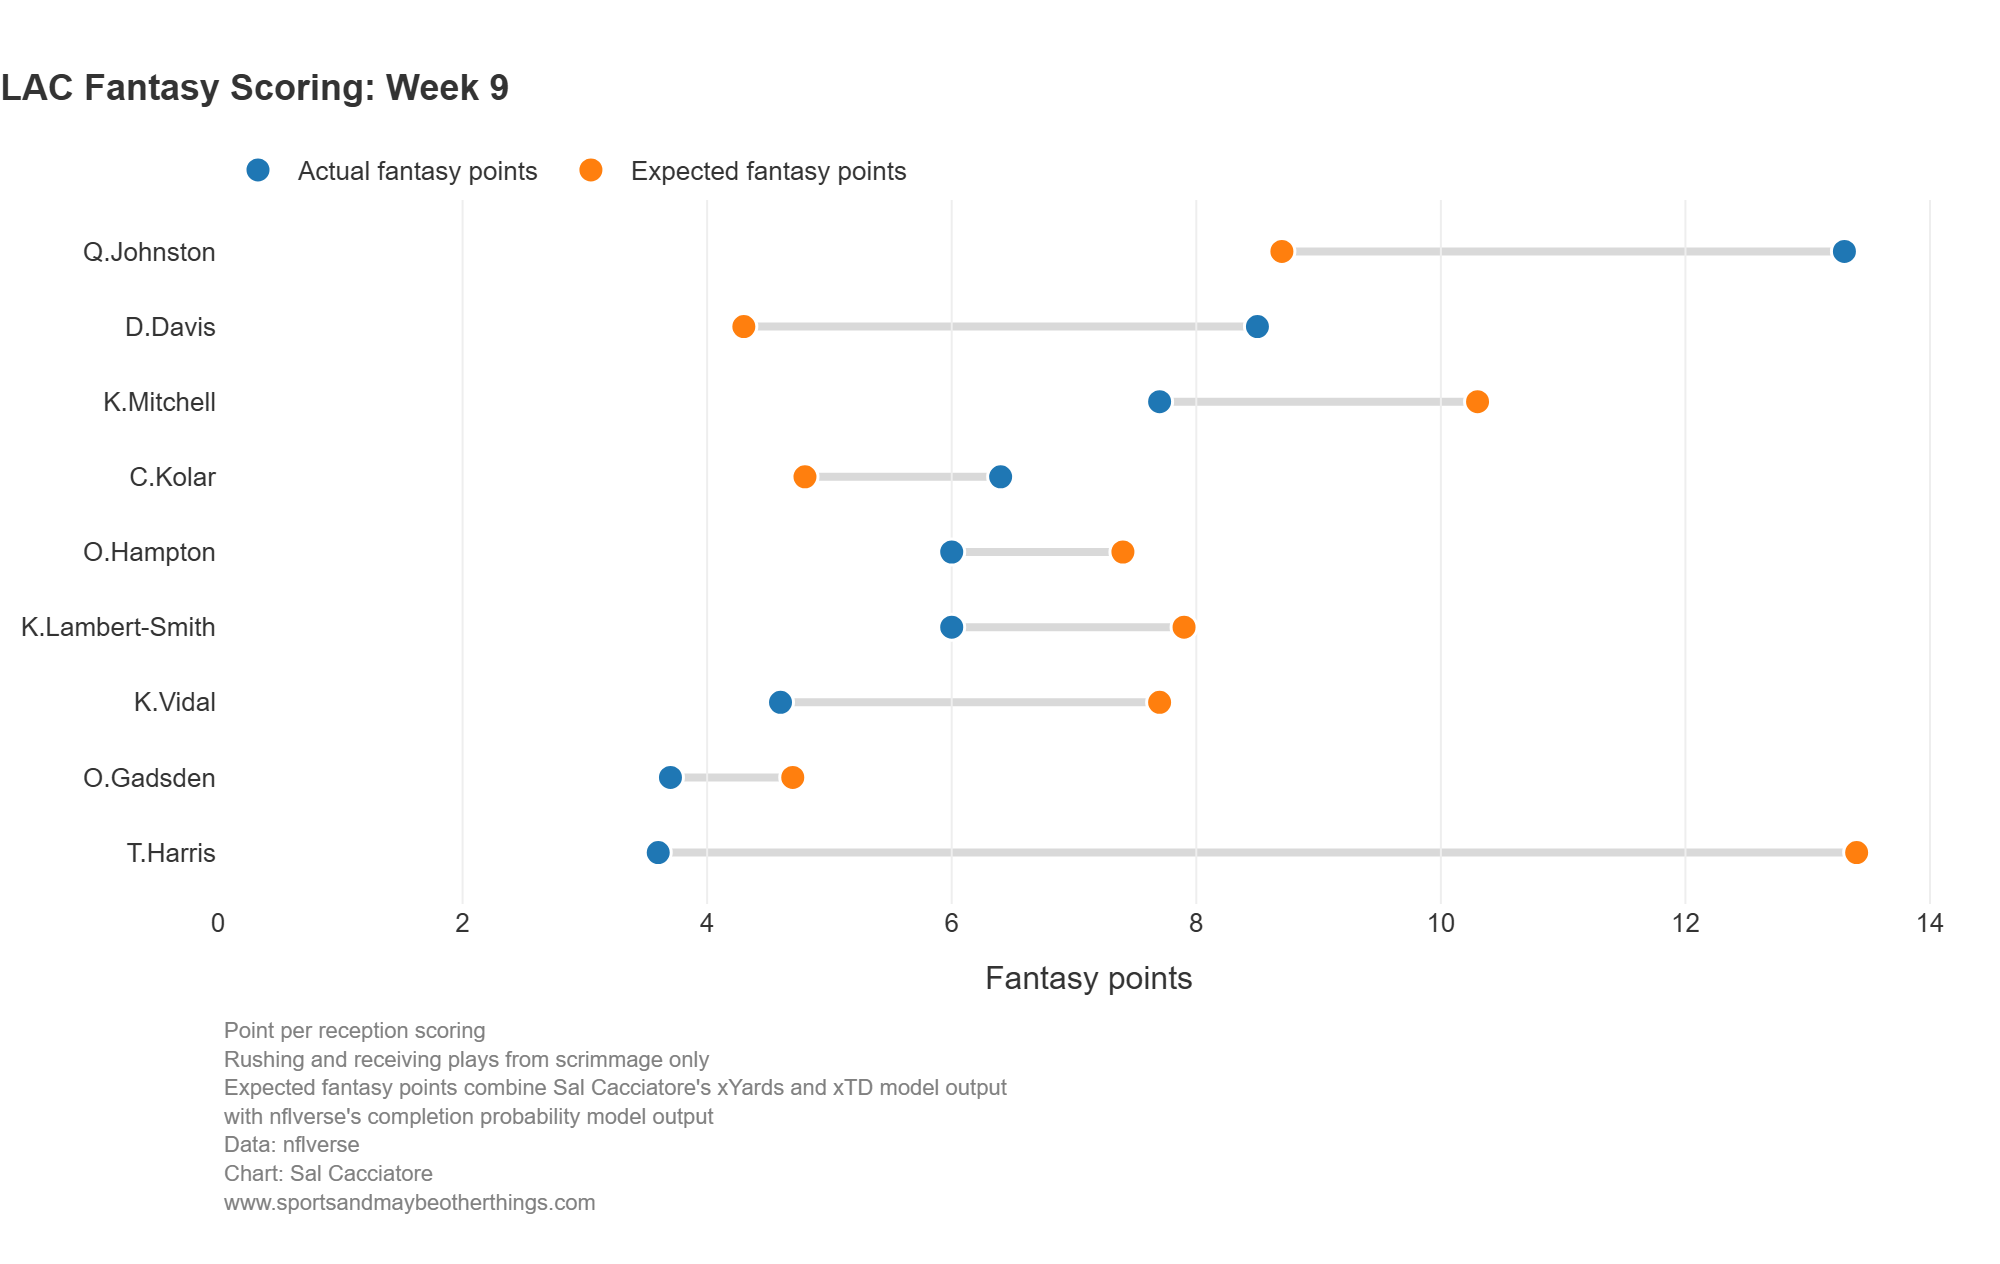 LAC Fantasy Scoring: Week 9
Actual fantasy points
Expected fantasy points
Q.Johnston
D.Davis
K.Mitchell
C.Kolar
O.Hampton
K.Lambert-Smith
K.Vidal
O.Gadsden
T.Harris
0 2 4 6 8 10 12 14
Fantasy points
Point per reception scoring
Rushing and receiving plays from scrimmage only
Expected fantasy points combine Sal Cacciatore's xYards and xTD model output
with nflverse's completion probability model output
Data: nflverse
Chart: Sal Cacciatore
www.sportsandmaybeotherthings.com